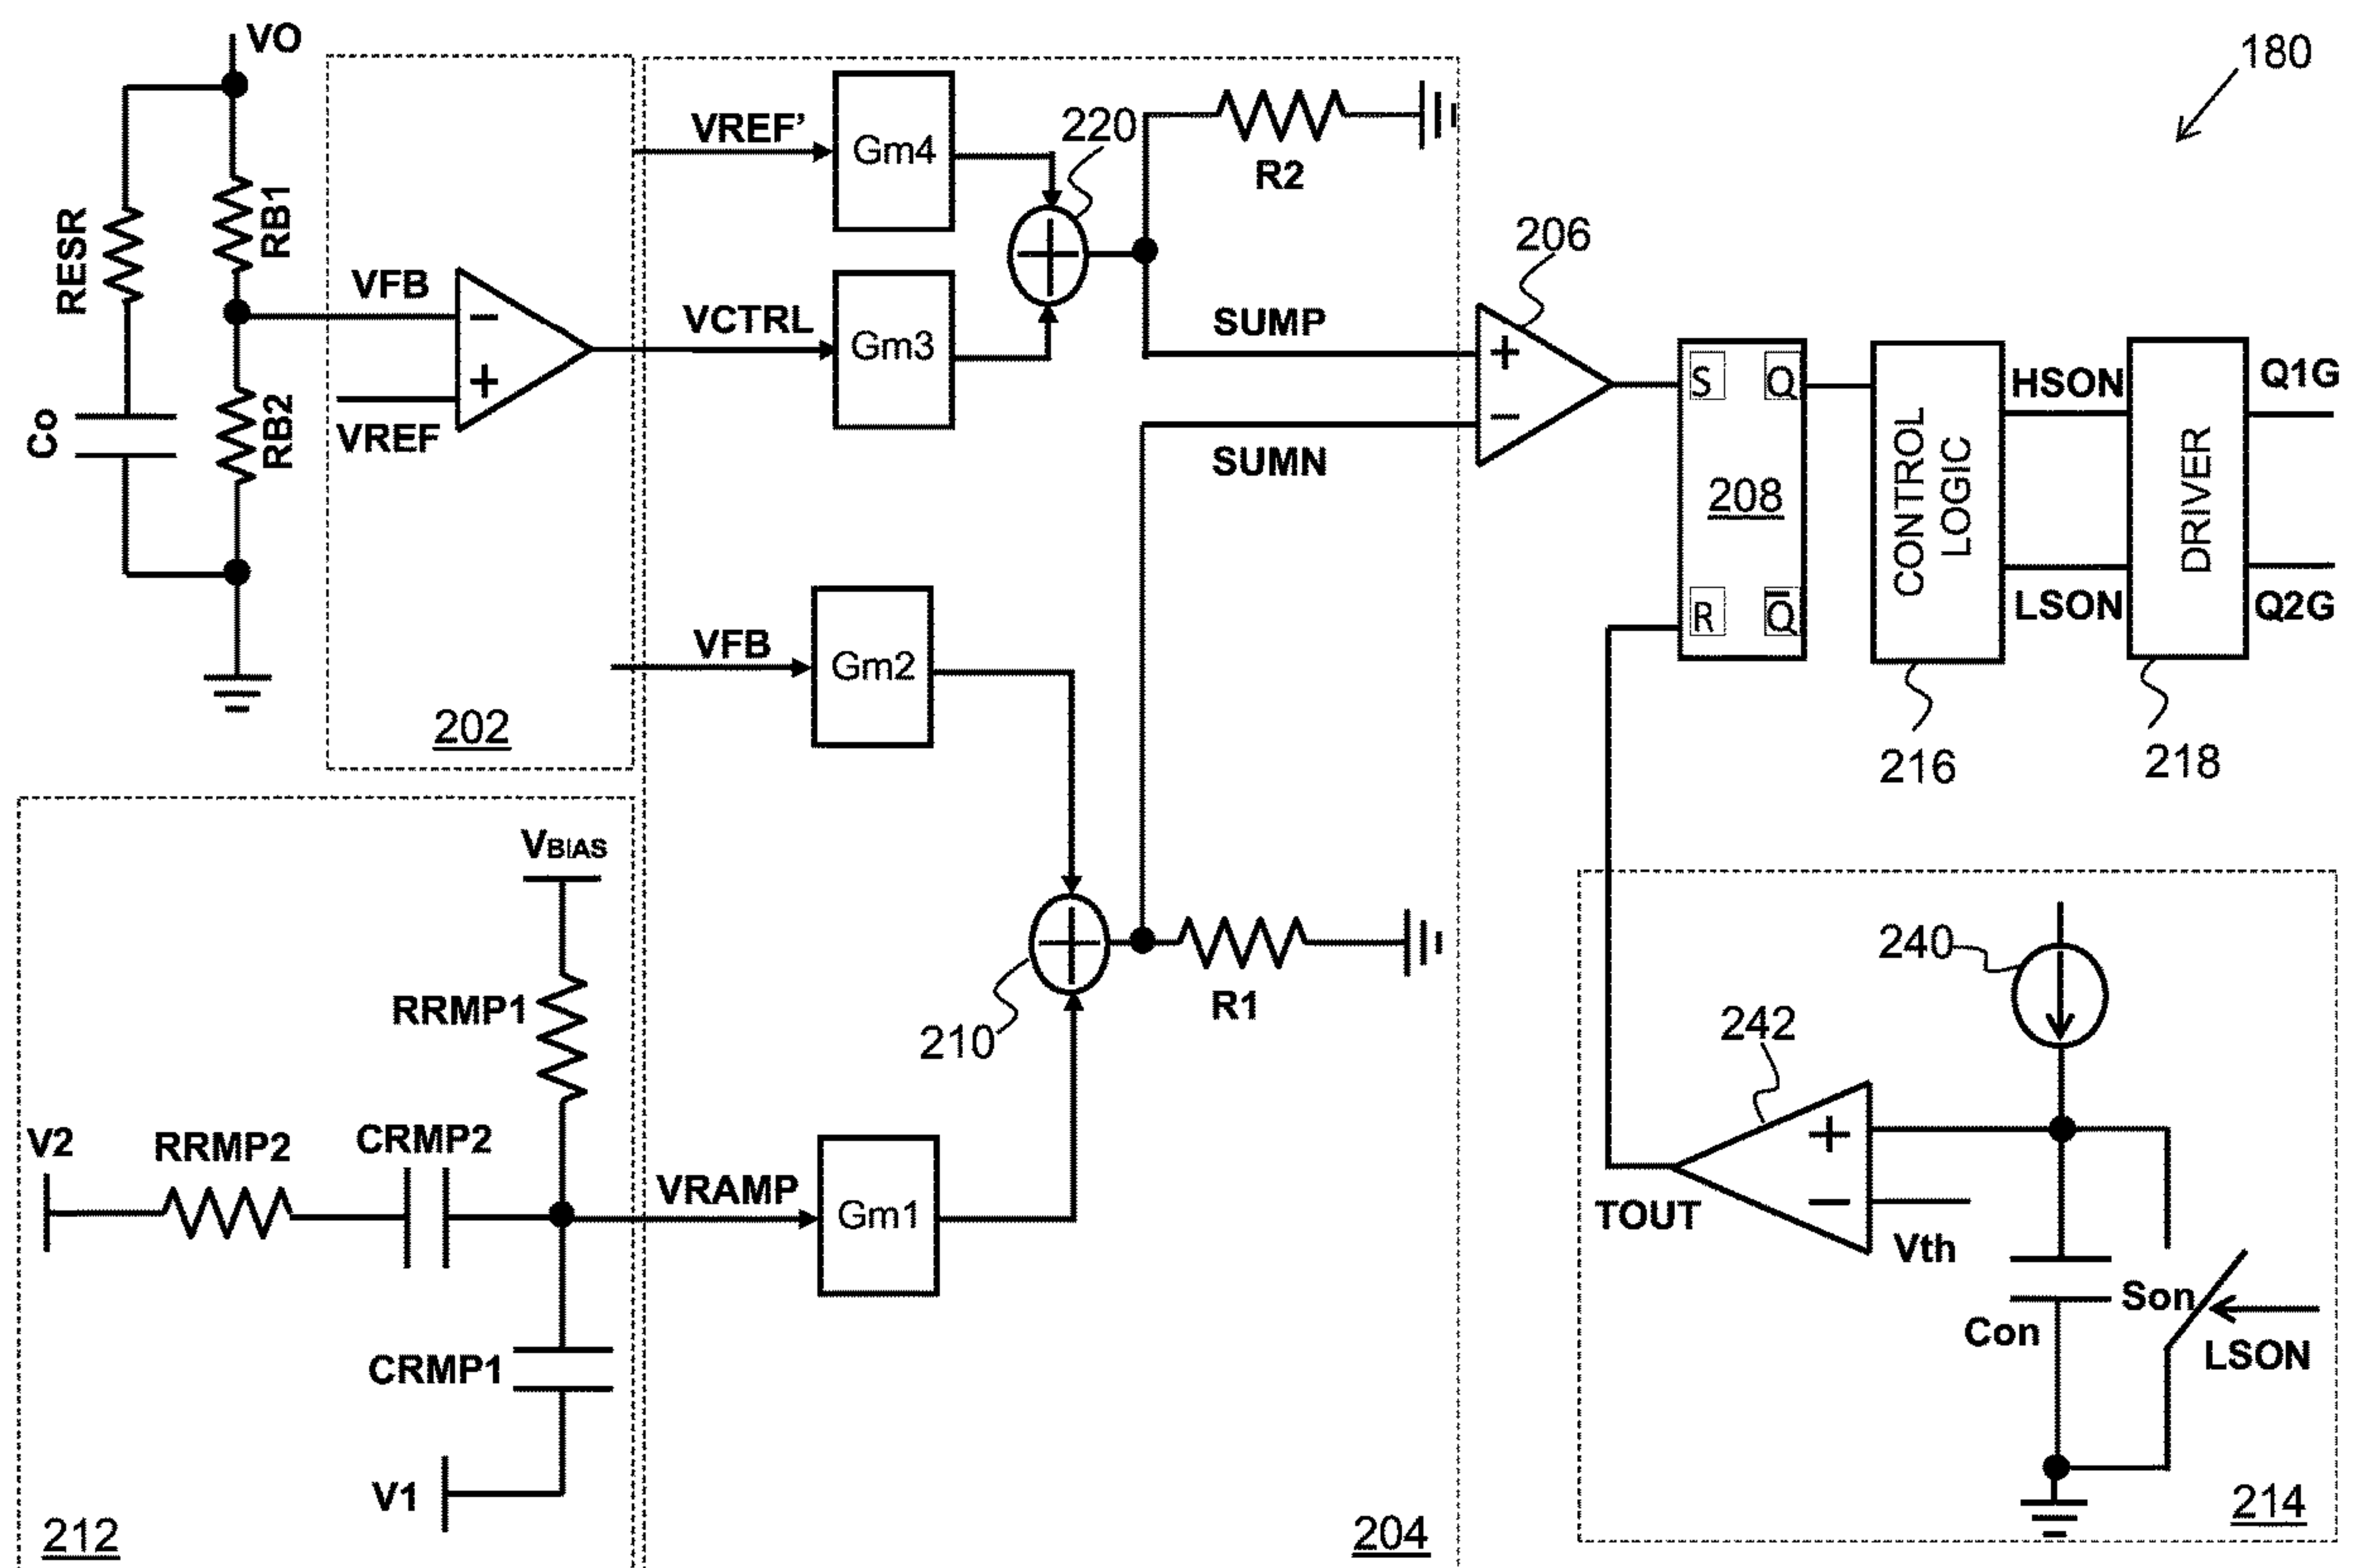 VO
180
VREF'
Gm4
220
R2
RESR
RB1
VFB
VCTRL
Gm3
SUMP
206
−
+
VREF
Co
RB2
+
−
SUMN
S
Q
208
R
Q̅
CONTROL
LOGIC
HSON
LSON
DRIVER
Q1G
Q2G
216
218
VFB
Gm2
202
VBIAS
RRMP1
210
R1
V2
RRMP2
CRMP2
VRAMP
Gm1
CRMP1
V1
212
204
240
242
+
−
TOUT
Vth
Con
Son
LSON
214